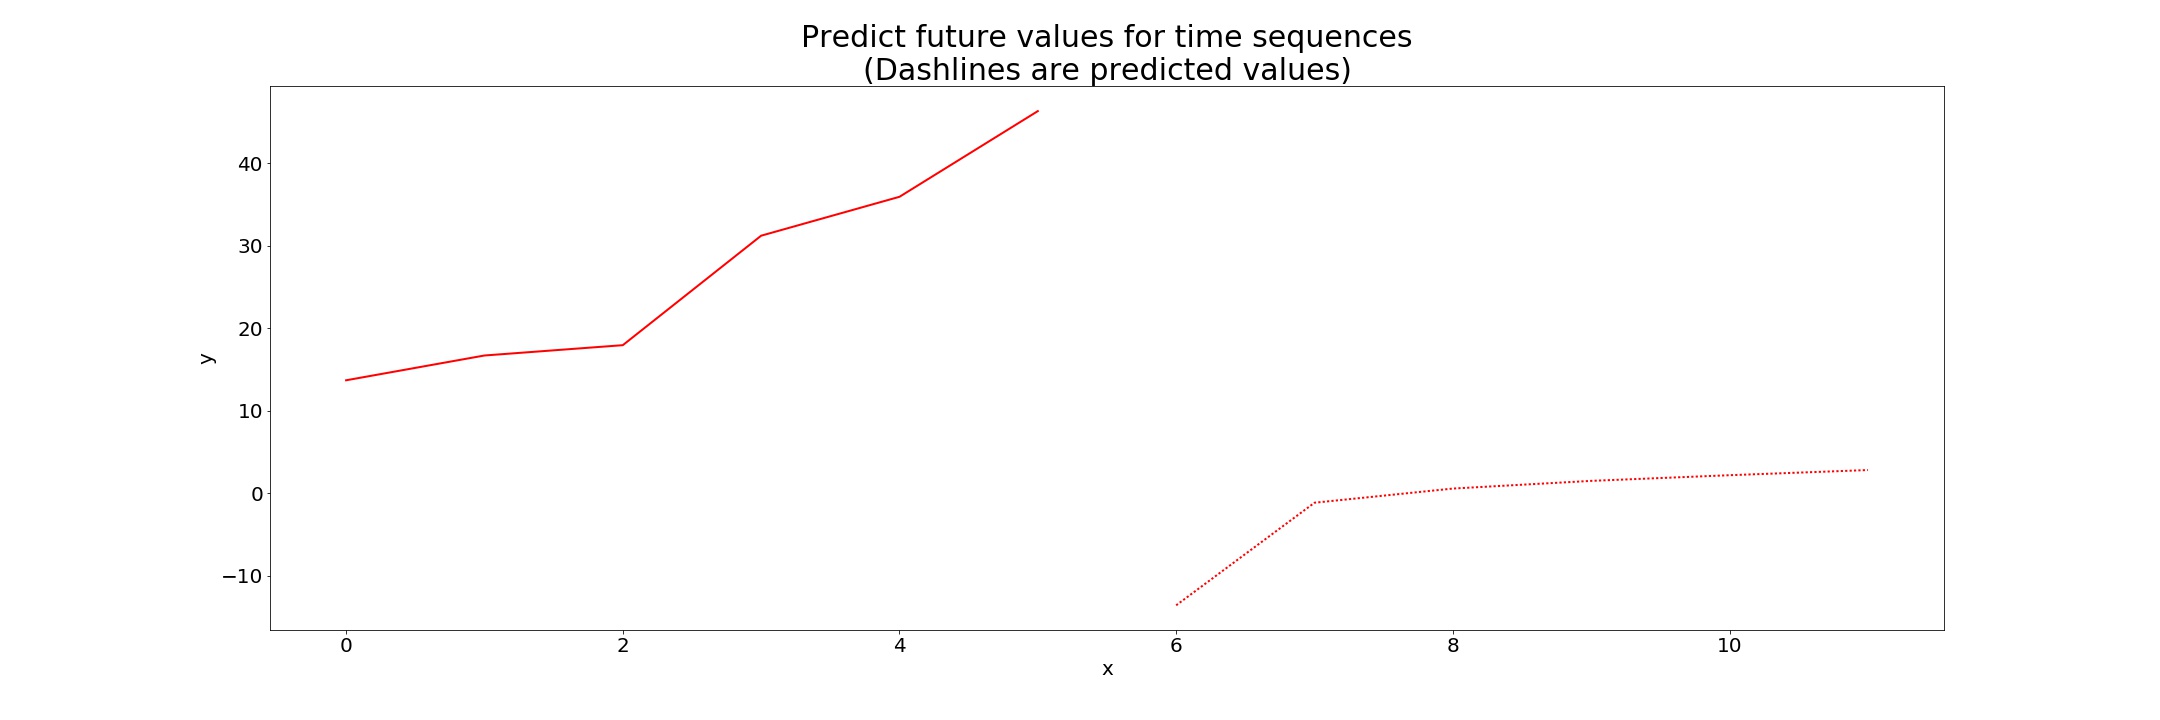 Predict future values for time sequences
(Dashlines are predicted values)
40
30
20
10
0
−10
y
0 2 4 6 8 10
x